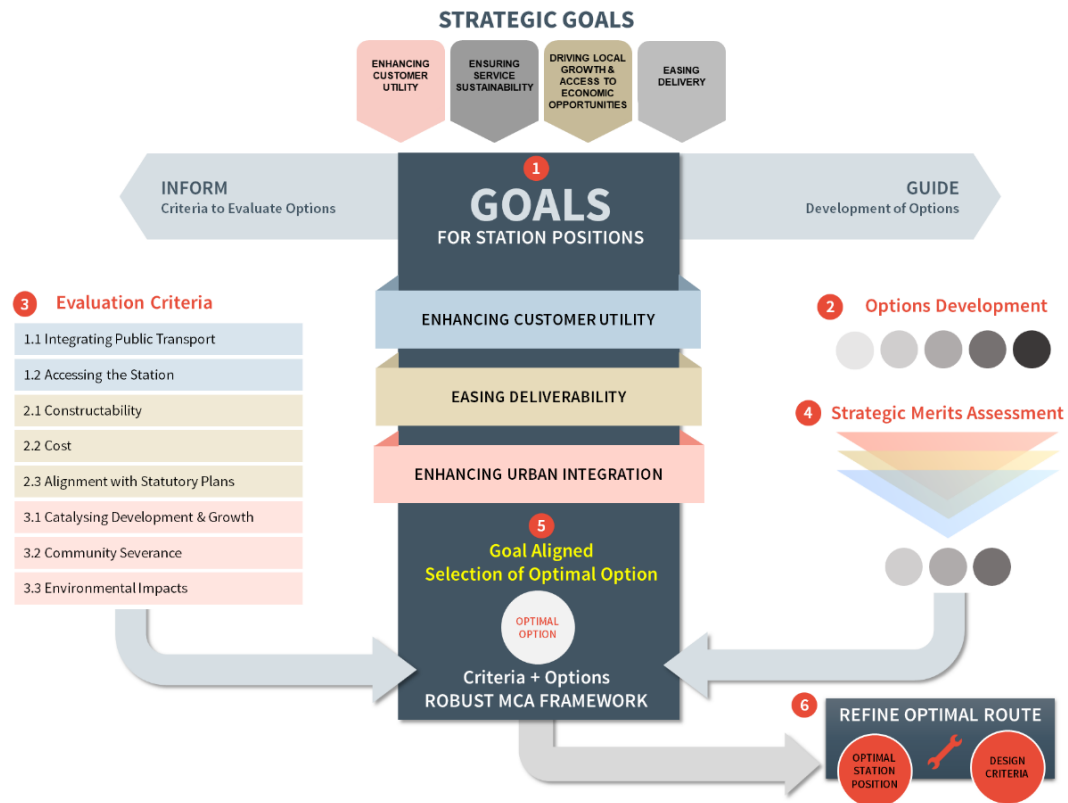 STRATEGIC GOALS
ENHANCING
CUSTOMER
UTILITY
ENSURING
SERVICE
SUSTAINABILITY
DRIVING LOCAL
GROWTH &
ACCESS TO
ECONOMIC
OPPORTUNITIES
EASING
DELIVERY
INFORM
Criteria to Evaluate Options
1
GOALS
FOR STATION POSITIONS
GUIDE
Development of Options
ENHANCING CUSTOMER UTILITY
EASING DELIVERABILITY
ENHANCING URBAN INTEGRATION
3 Evaluation Criteria
1.1 Integrating Public Transport
1.2 Accessing the Station
2.1 Constructability
2.2 Cost
2.3 Alignment with Statutory Plans
3.1 Catalysing Development & Growth
3.2 Community Severance
3.3 Environmental Impacts
2 Options Development
4 Strategic Merits Assessment
5
Goal Aligned
Selection of Optimal Option
OPTIMAL
OPTION
Criteria + Options
ROBUST MCA FRAMEWORK
6 REFINE OPTIMAL ROUTE
OPTIMAL
STATION
POSITION
DESIGN
CRITERIA